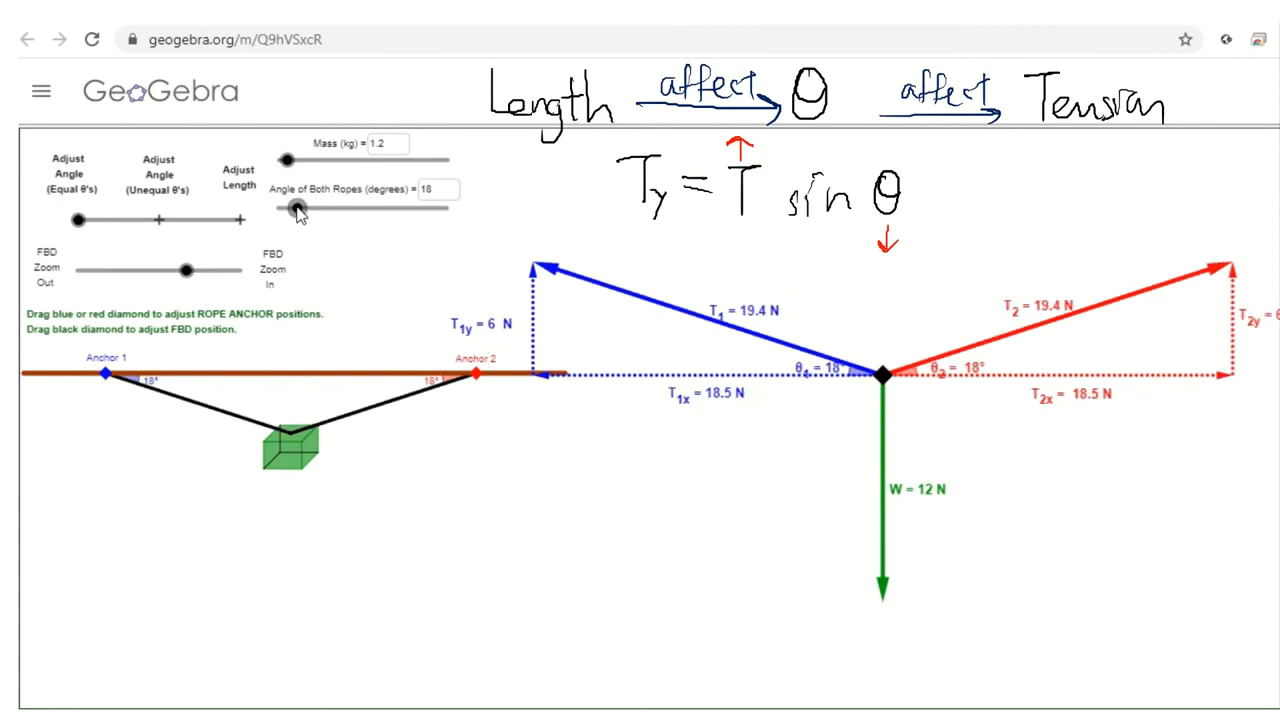 geogebra.org/m/Q9hVSxcR
GeoGebra
Length affect θ affect Tension
Ty = T sin θ
Mass (kg) = 1.2
Adjust Angle (Equal θ's)
Adjust Angle (Unequal θ's)
Adjust Length
Angle of Both Ropes (degrees) = 18
FBD Zoom Out
FBD Zoom In
Drag blue or red diamond to adjust ROPE ANCHOR positions.
Drag black diamond to adjust FBD position.
Anchor 1
Anchor 2
18°
18°
T1 = 19.4 N
T2 = 19.4 N
T1y = 6 N
T2y = 6
θ1 = 18°
θ2 = 18°
T1x = 18.5 N
T2x = 18.5 N
W = 12 N